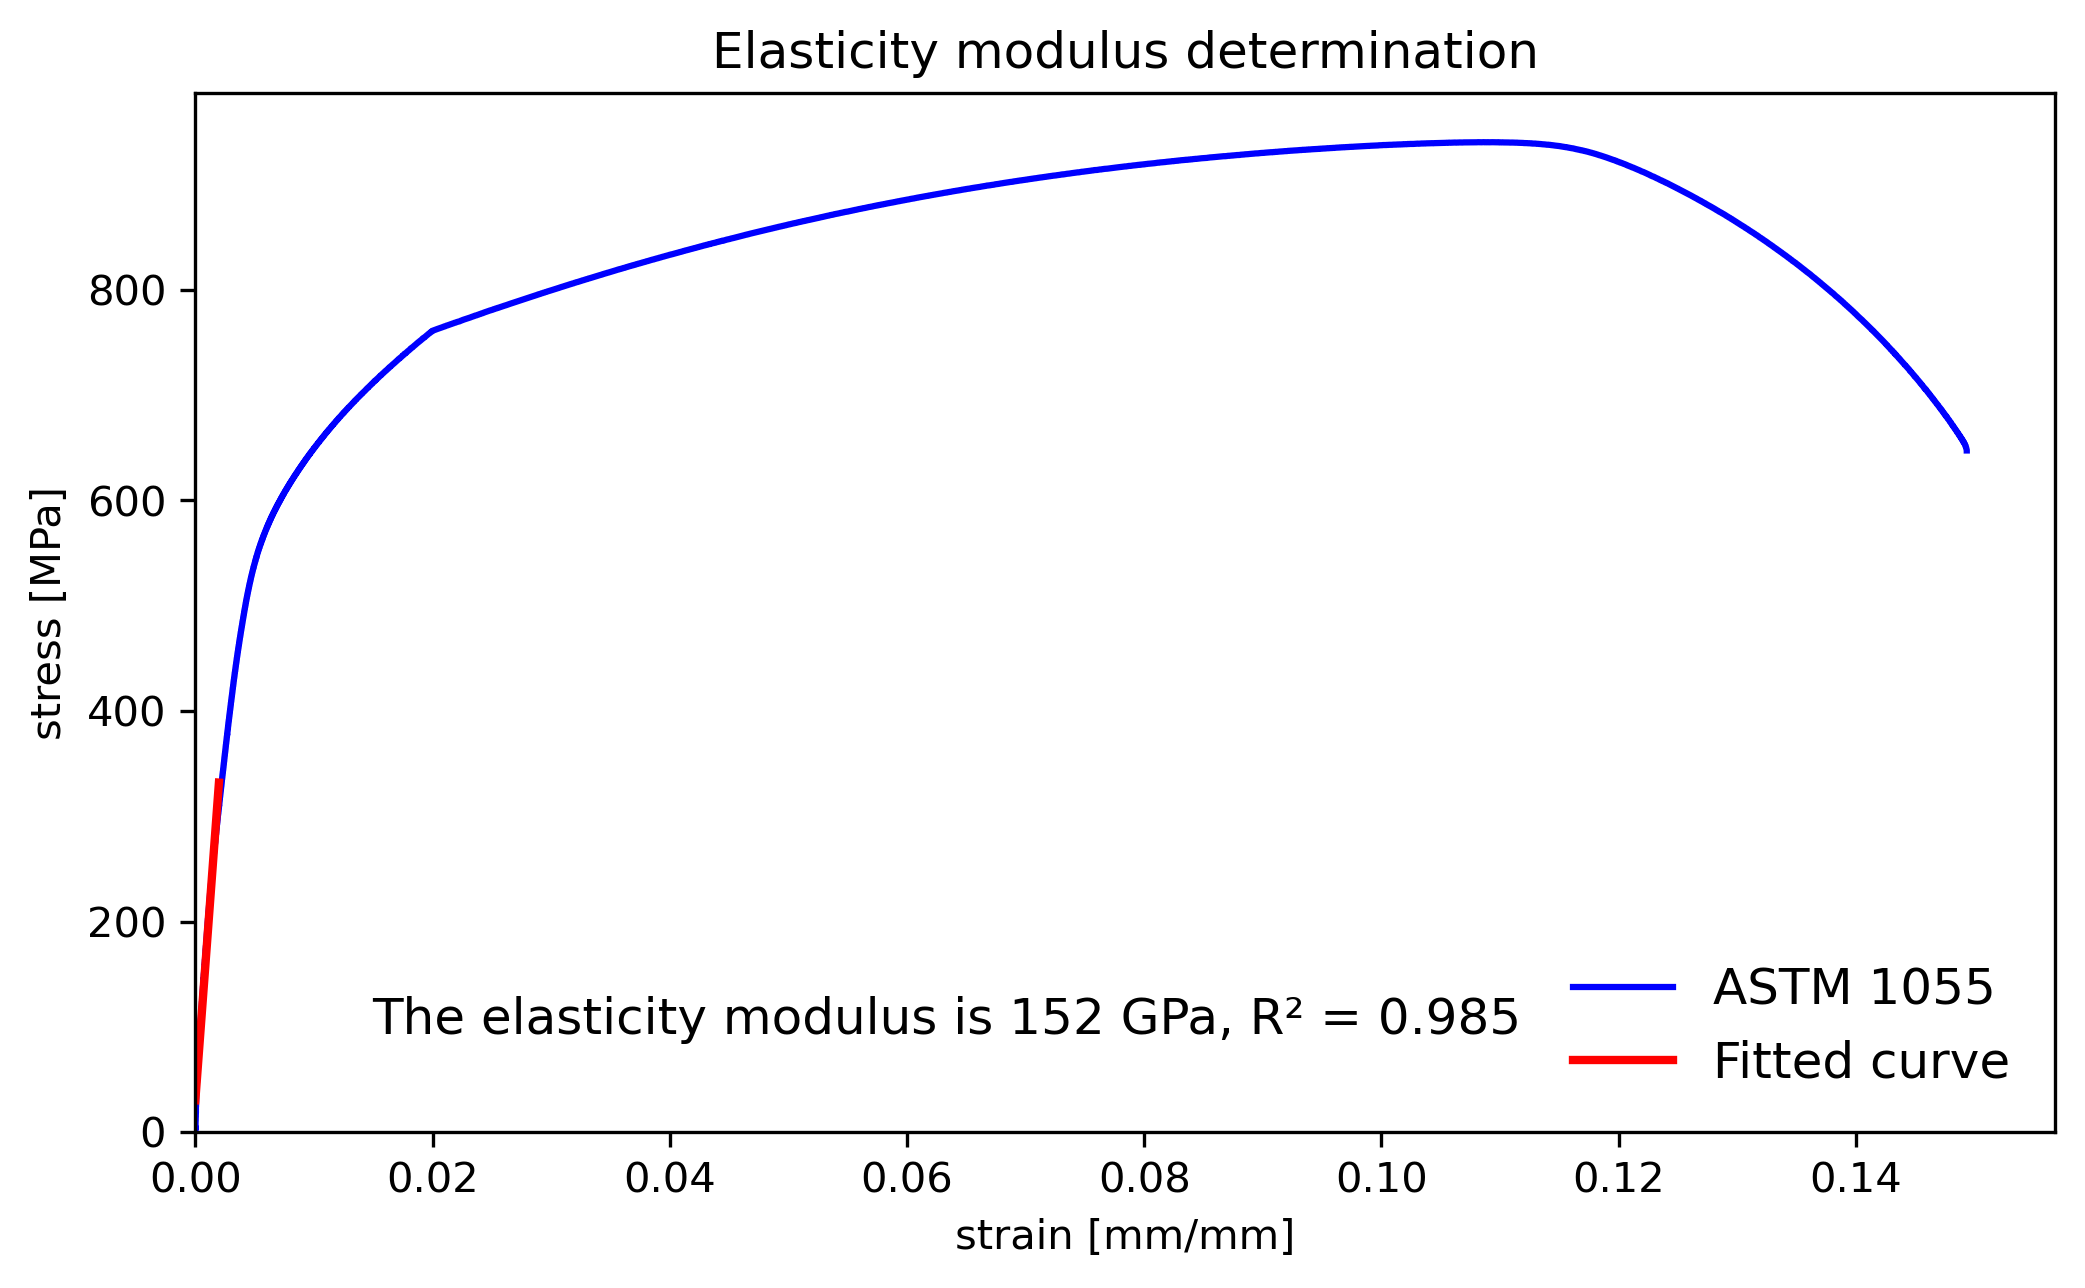 Elasticity modulus determination
stress [MPa]
800
600
400
200
0
The elasticity modulus is 152 GPa, R² = 0.985
ASTM 1055
Fitted curve
0.00 0.02 0.04 0.06 0.08 0.10 0.12 0.14
strain [mm/mm]